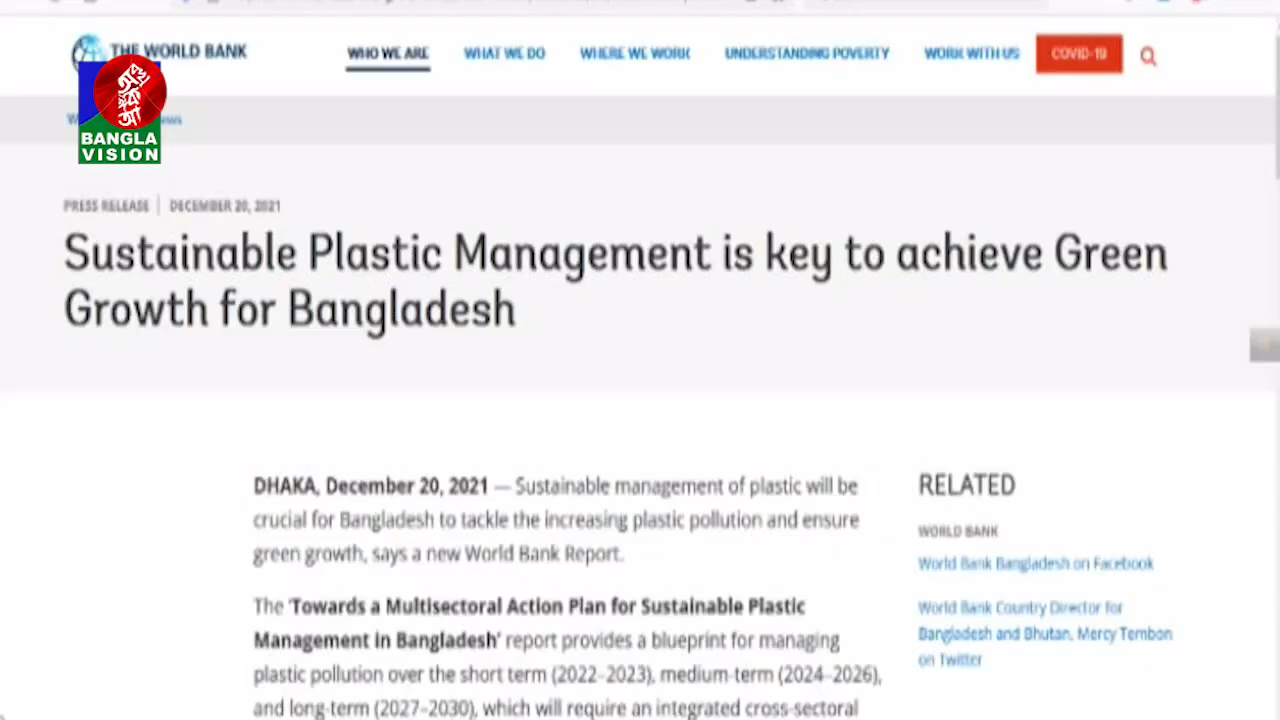 THE WORLD BANK
WHO WE ARE
WHAT WE DO
WHERE WE WORK
UNDERSTANDING POVERTY
WORK WITH US
COVID-19
BANGLA
VISION
PRESS RELEASE
DECEMBER 20, 2021
Sustainable Plastic Management is key to achieve Green
Growth for Bangladesh
DHAKA, December 20, 2021 — Sustainable management of plastic will be
crucial for Bangladesh to tackle the increasing plastic pollution and ensure
green growth, says a new World Bank Report.
The ‘Towards a Multisectoral Action Plan for Sustainable Plastic
Management in Bangladesh’ report provides a blueprint for managing
plastic pollution over the short term (2022-2023), medium-term (2024-2026),
and long-term (2027-2030), which will require an integrated cross-sectoral
RELATED
WORLD BANK
World Bank Bangladesh on Facebook
World Bank Country Director for
Bangladesh and Bhutan, Mercy Tembon
on Twitter